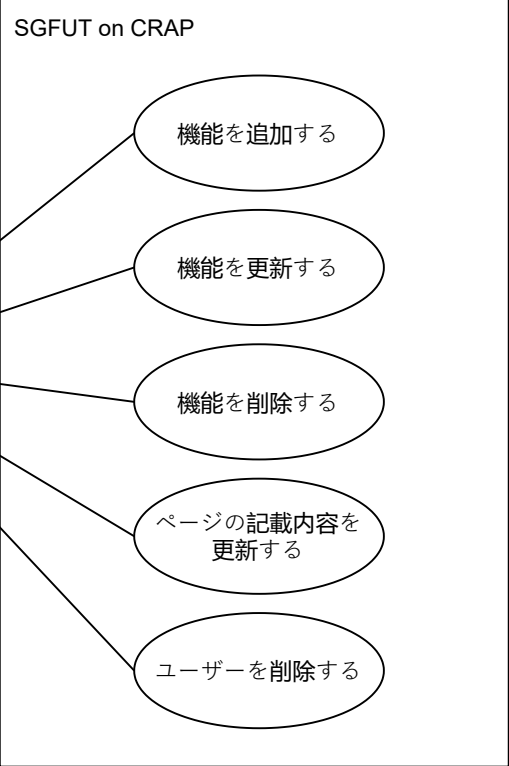 SGFUT on CRAP
機能を追加する
機能を更新する
機能を削除する
ページの記載内容を
更新する
ユーザーを削除する